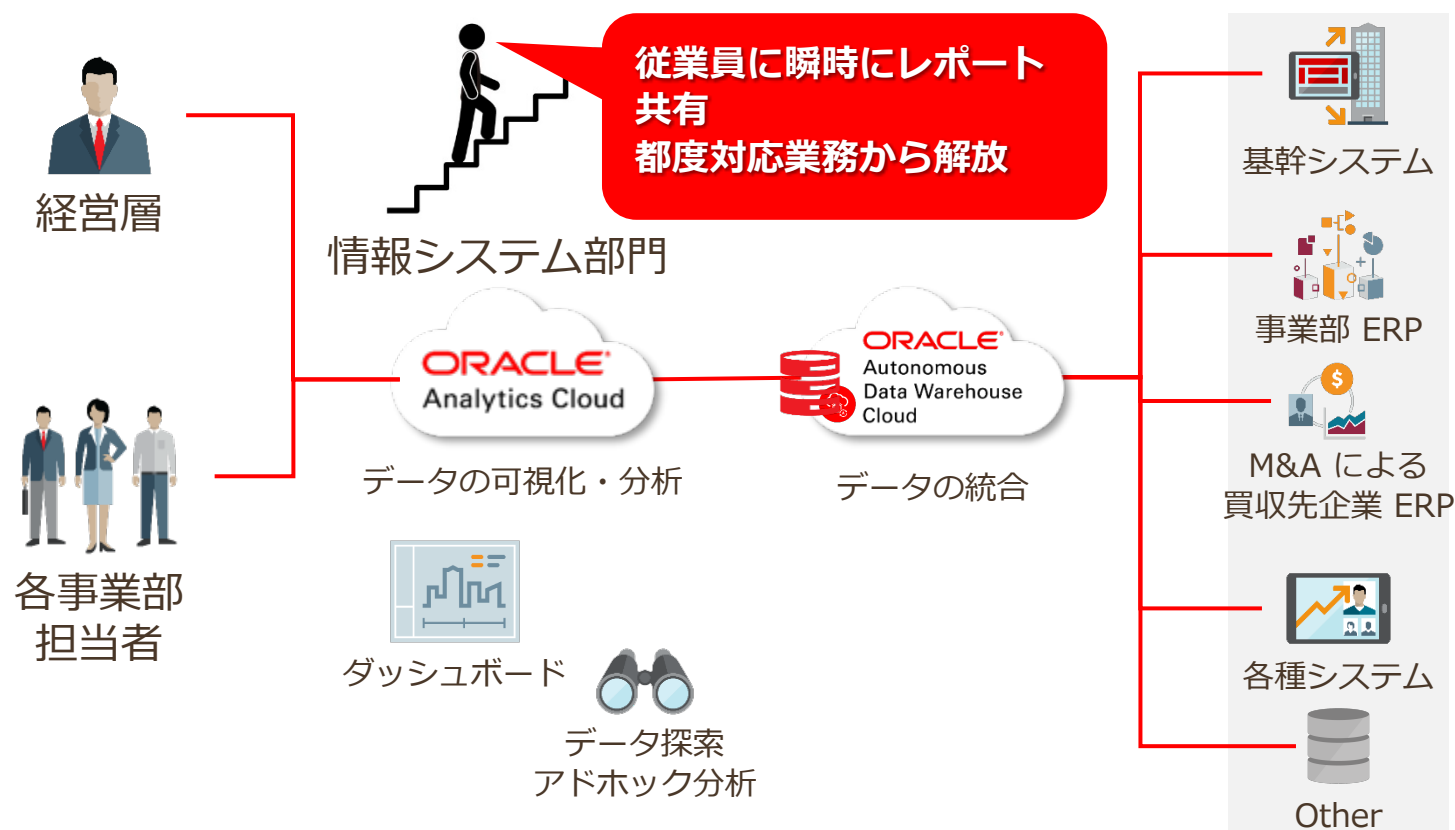 従業員に瞬時にレポート
共有
都度対応業務から解放
経営層
情報システム部門
各事業部
担当者
ORACLE
Analytics Cloud
データの可視化・分析
ORACLE
Autonomous
Data Warehouse
Cloud
データの統合
ダッシュボード
データ探索
アドホック分析
基幹システム
事業部 ERP
M&A による
買収先企業 ERP
各種システム
Other